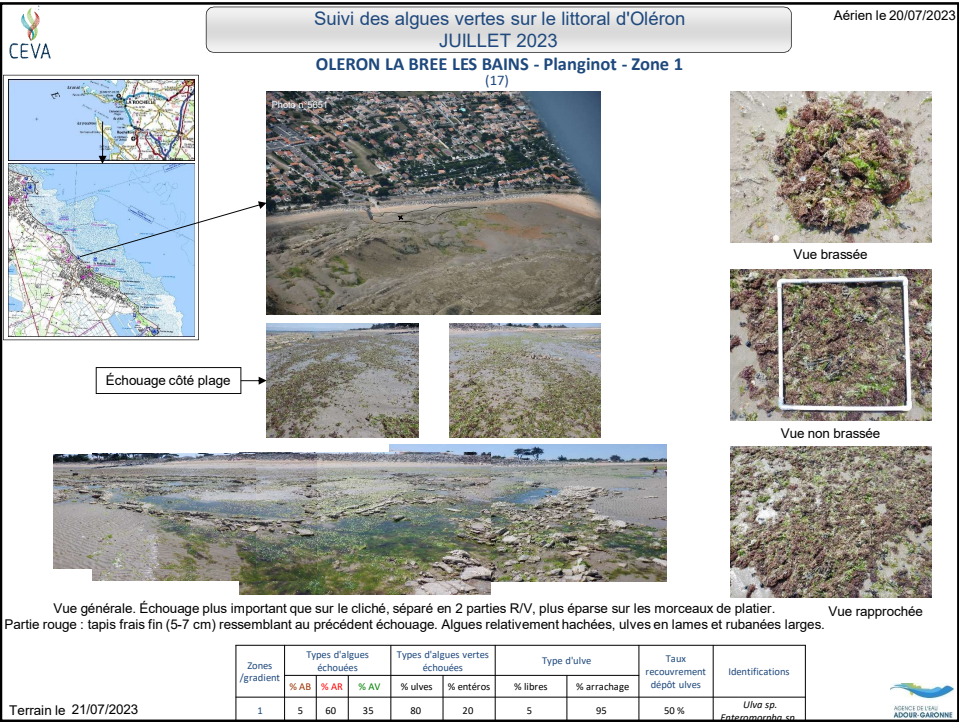 CEVA
Suivi des algues vertes sur le littoral d'Oléron
JUILLET 2023
Aérien le 20/07/2023
OLERON LA BREE LES BAINS - Planginot - Zone 1
(17)
Photo n°5651
LA ROCHELLE
Vue brassée
Échouage côté plage
Vue non brassée
Vue générale. Échouage plus important que sur le cliché, séparé en 2 parties R/V, plus éparse sur les morceaux de platier.
Vue rapprochée
Partie rouge : tapis frais fin (5-7 cm) ressemblant au précédent échouage. Algues relativement hachées, ulves en lames et rubanées larges.
Zones /gradient
Types d'algues échouées
Types d'algues vertes échouées
Type d'ulve
Taux recouvrement dépôt ulves
Identifications
% AB % AR % AV % ulves % entéros % libres % arrachage
1 5 60 35 80 20 5 95 50 % Ulva sp.
Enteromorpha sp
Terrain le 21/07/2023
AGENCE DE L'EAU
ADOUR-GARONNE